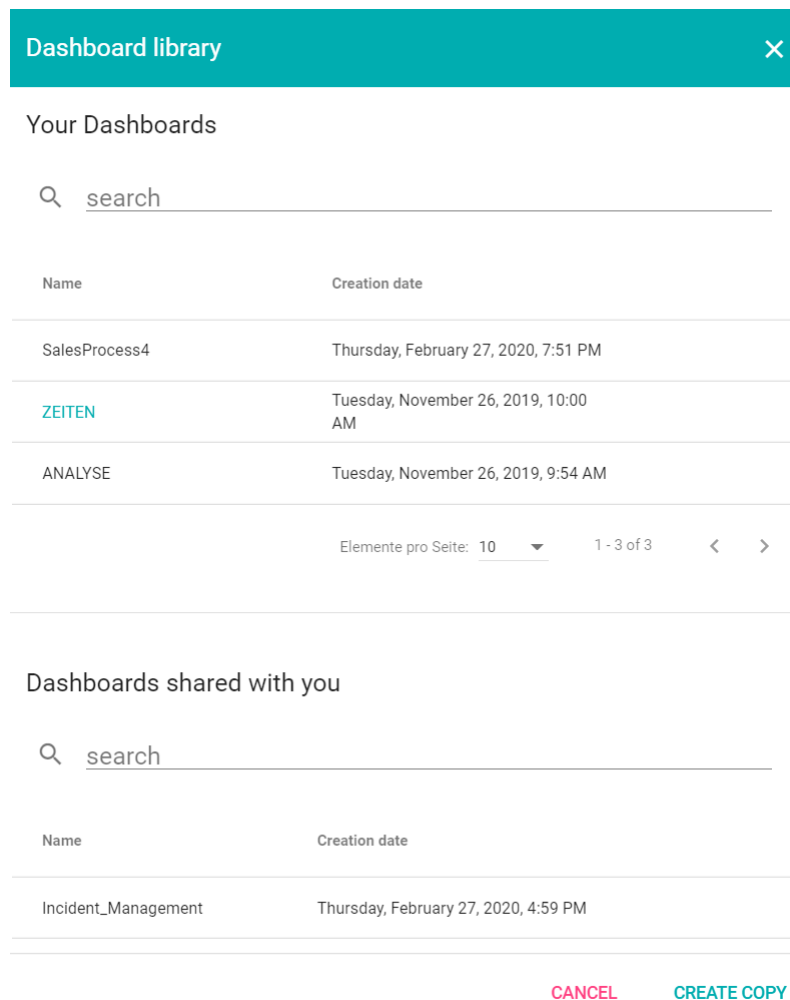 Dashboard library
Your Dashboards
search
Name Creation date
SalesProcess4 Thursday, February 27, 2020, 7:51 PM
ZEITEN Tuesday, November 26, 2019, 10:00
AM
ANALYSE Tuesday, November 26, 2019, 9:54 AM
Elemente pro Seite: 10 1 - 3 of 3
Dashboards shared with you
search
Name Creation date
Incident_Management Thursday, February 27, 2020, 4:59 PM
CANCEL CREATE COPY